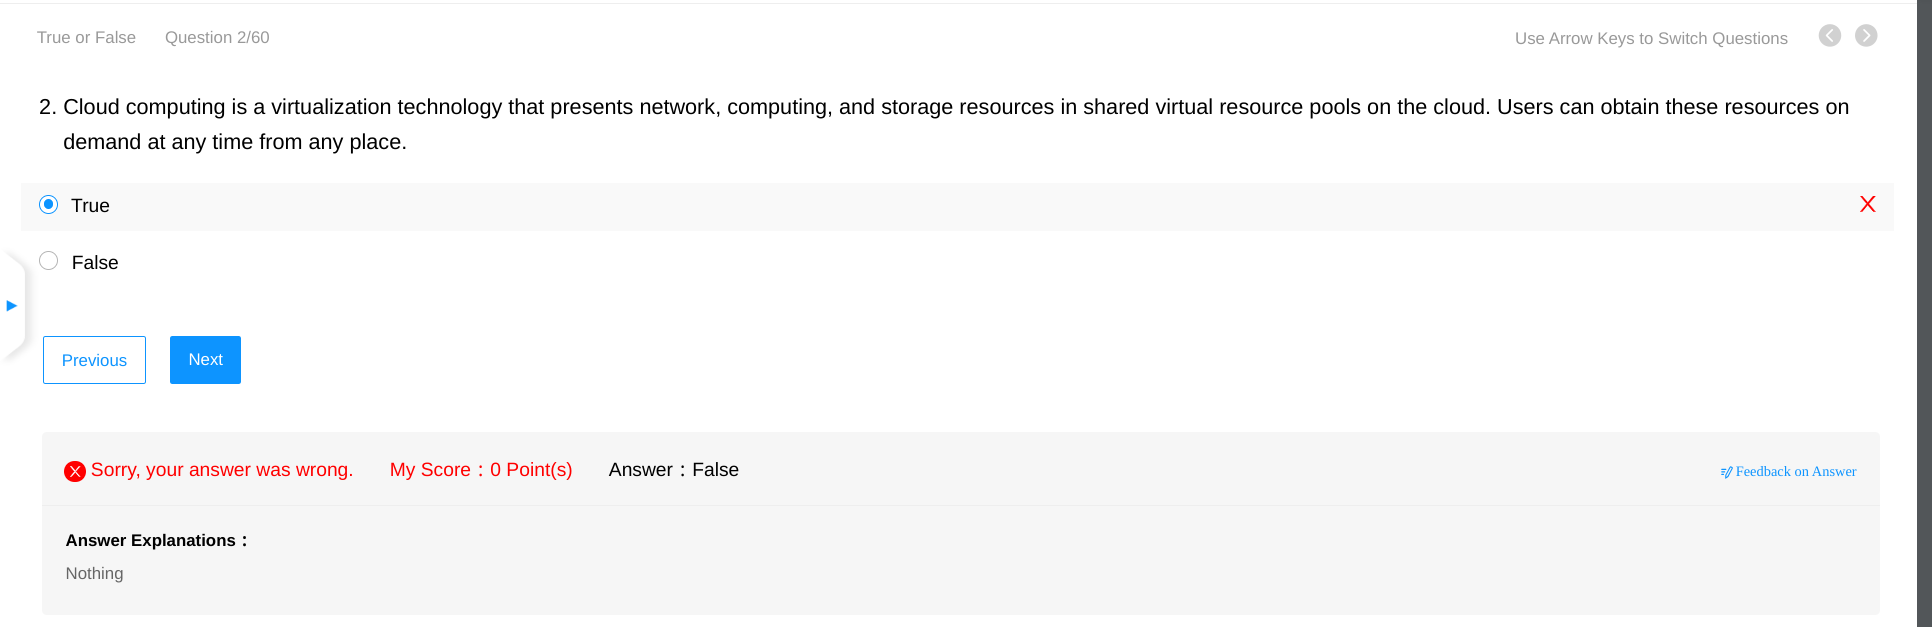 True or False Question 2/60 Use Arrow Keys to Switch Questions
2. Cloud computing is a virtualization technology that presents network, computing, and storage resources in shared virtual resource pools on the cloud. Users can obtain these resources on
demand at any time from any place.
True X
False
Previous Next
Sorry, your answer was wrong. My Score：0 Point(s) Answer：False Feedback on Answer
Answer Explanations：
Nothing